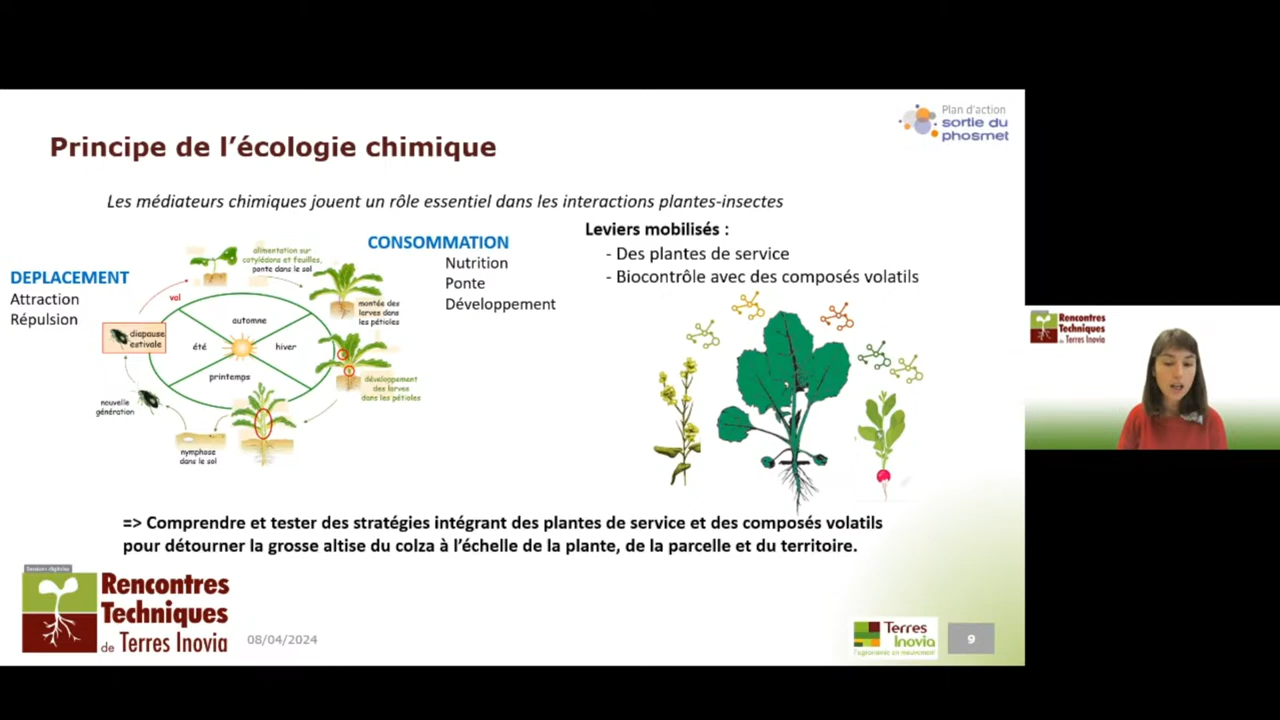 Plan d'action
sortie du
phosmet
Principe de l'écologie chimique
Les médiateurs chimiques jouent un rôle essentiel dans les interactions plantes-insectes
DEPLACEMENT
Attraction
Répulsion
CONSOMMATION
Nutrition
Ponte
Développement
alimentation sur
cotylédons et feuilles,
ponte dans le sol
vol
montée des
larves dans
les pétioles
automne
diapause
estivale
été
hiver
printemps
développement
des larves
dans les pétioles
nouvelle
génération
nymphose
dans le sol
Leviers mobilisés :
- Des plantes de service
- Biocontrôle avec des composés volatils
=> Comprendre et tester des stratégies intégrant des plantes de service et des composés volatils
pour détourner la grosse altise du colza à l'échelle de la plante, de la parcelle et du territoire.
Sessions digitales
Rencontres
Techniques
de Terres Inovia
08/04/2024
Terres
Inovia
l'agronomie en mouvement
9
Rencontres
Techniques
de Terres Inovia